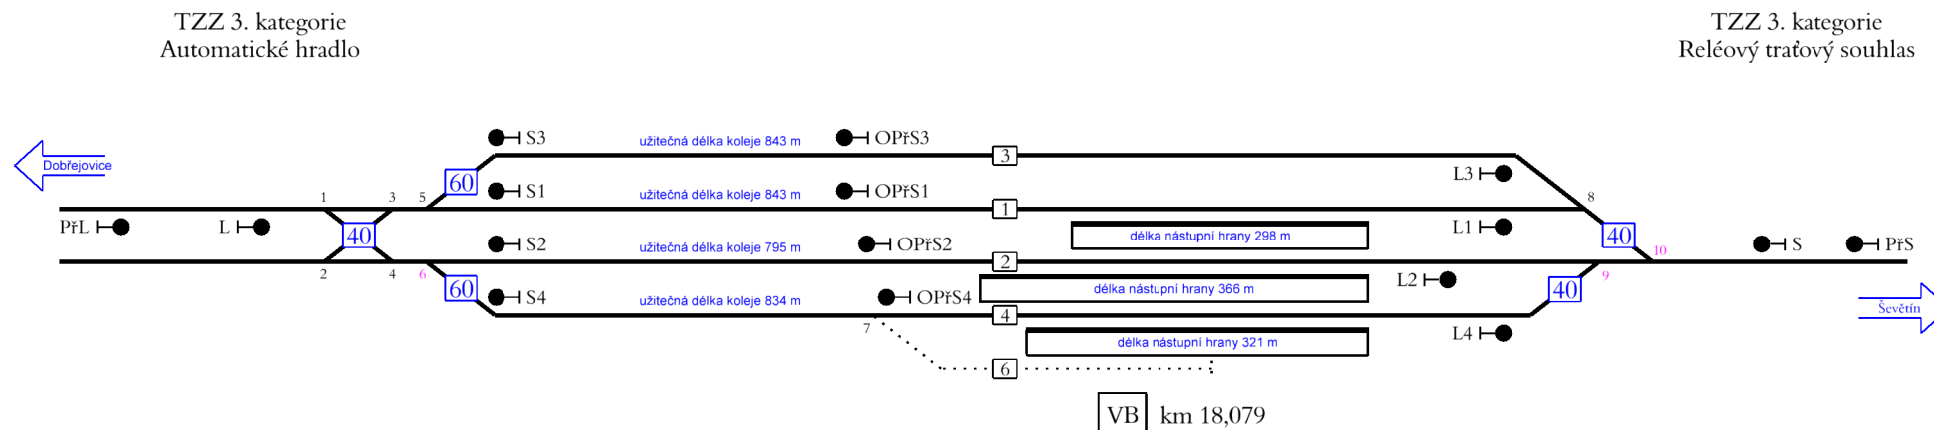 TZZ 3. kategorie
Automatické hradlo
TZZ 3. kategorie
Reléový traťový souhlas
S3
užitečná délka koleje 843 m
OPřS3
Dobřejovice
60
3
L3
S1
užitečná délka koleje 843 m
OPřS1
1
3
5
8
PřL
L
1
L1
40
S2
užitečná délka koleje 795 m
OPřS2
délka nástupní hrany 298 m
40
S
PřS
2
4
6
2
10
9
60
S4
užitečná délka koleje 834 m
OPřS4
délka nástupní hrany 366 m
L2
40
Ševětín
7
4
L4
délka nástupní hrany 321 m
6
VB km 18,079